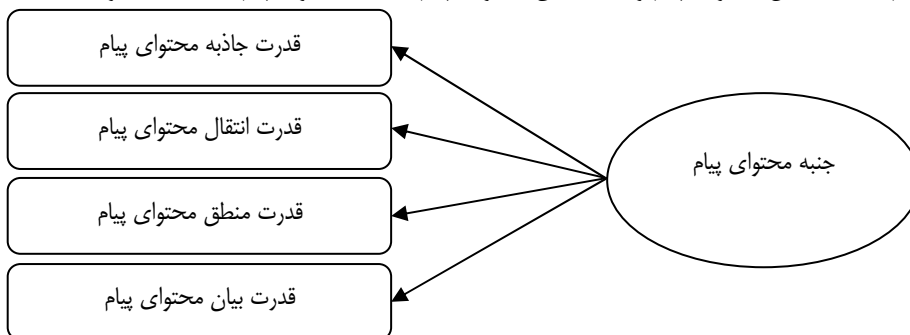 قدرت جاذبه محتوای پیام
قدرت انتقال محتوای پیام
جنبه محتوای پیام
قدرت منطق محتوای پیام
قدرت بیان محتوای پیام